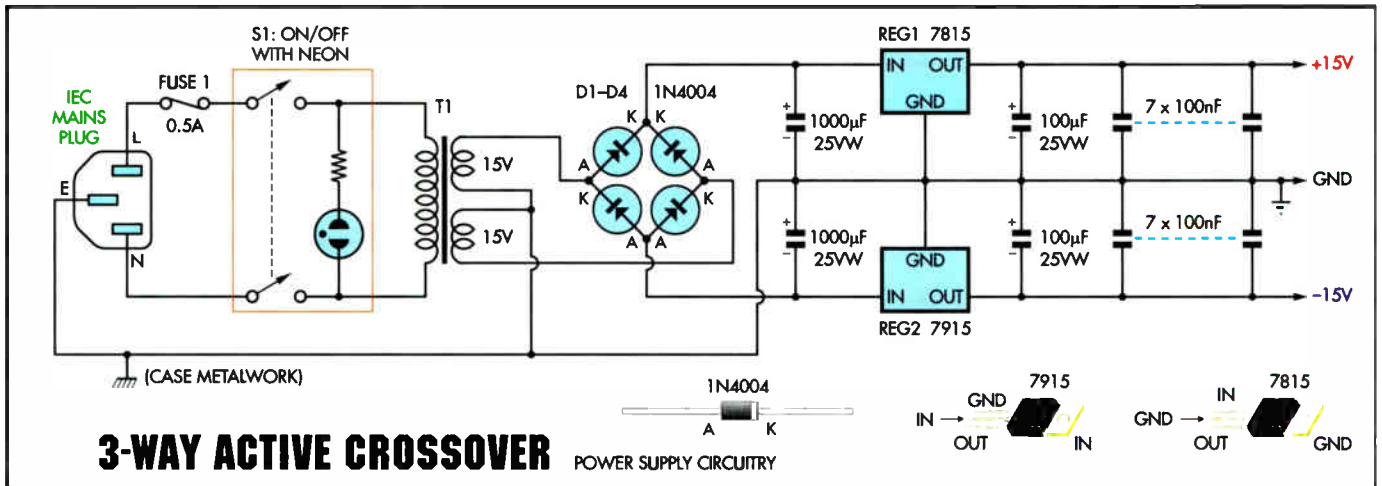 S1: ON/OFF
WITH NEON
FUSE 1
0.5A
IEC
MAINS
PLUG
L
E
N
T1
15V
15V
D1–D4 1N4004
K K
A A
K K
A A
+
1000µF
25VW
–
+
1000µF
25VW
–
REG1 7815
IN OUT
GND
GND
IN OUT
REG2 7915
+
100µF
25VW
–
+
100µF
25VW
–
7 x 100nF
7 x 100nF
+15V
GND
–15V
(CASE METALWORK)
1N4004
A K
7915
GND
IN
OUT
IN
7815
IN
GND
OUT
GND
3-WAY ACTIVE CROSSOVER
POWER SUPPLY CIRCUITRY